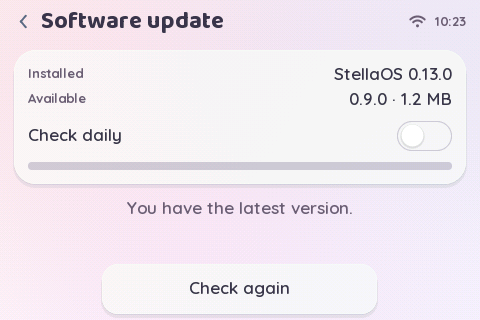 Software update
10:23
Installed
StellaOS 0.13.0
Available
0.9.0 · 1.2 MB
Check daily
You have the latest version.
Check again